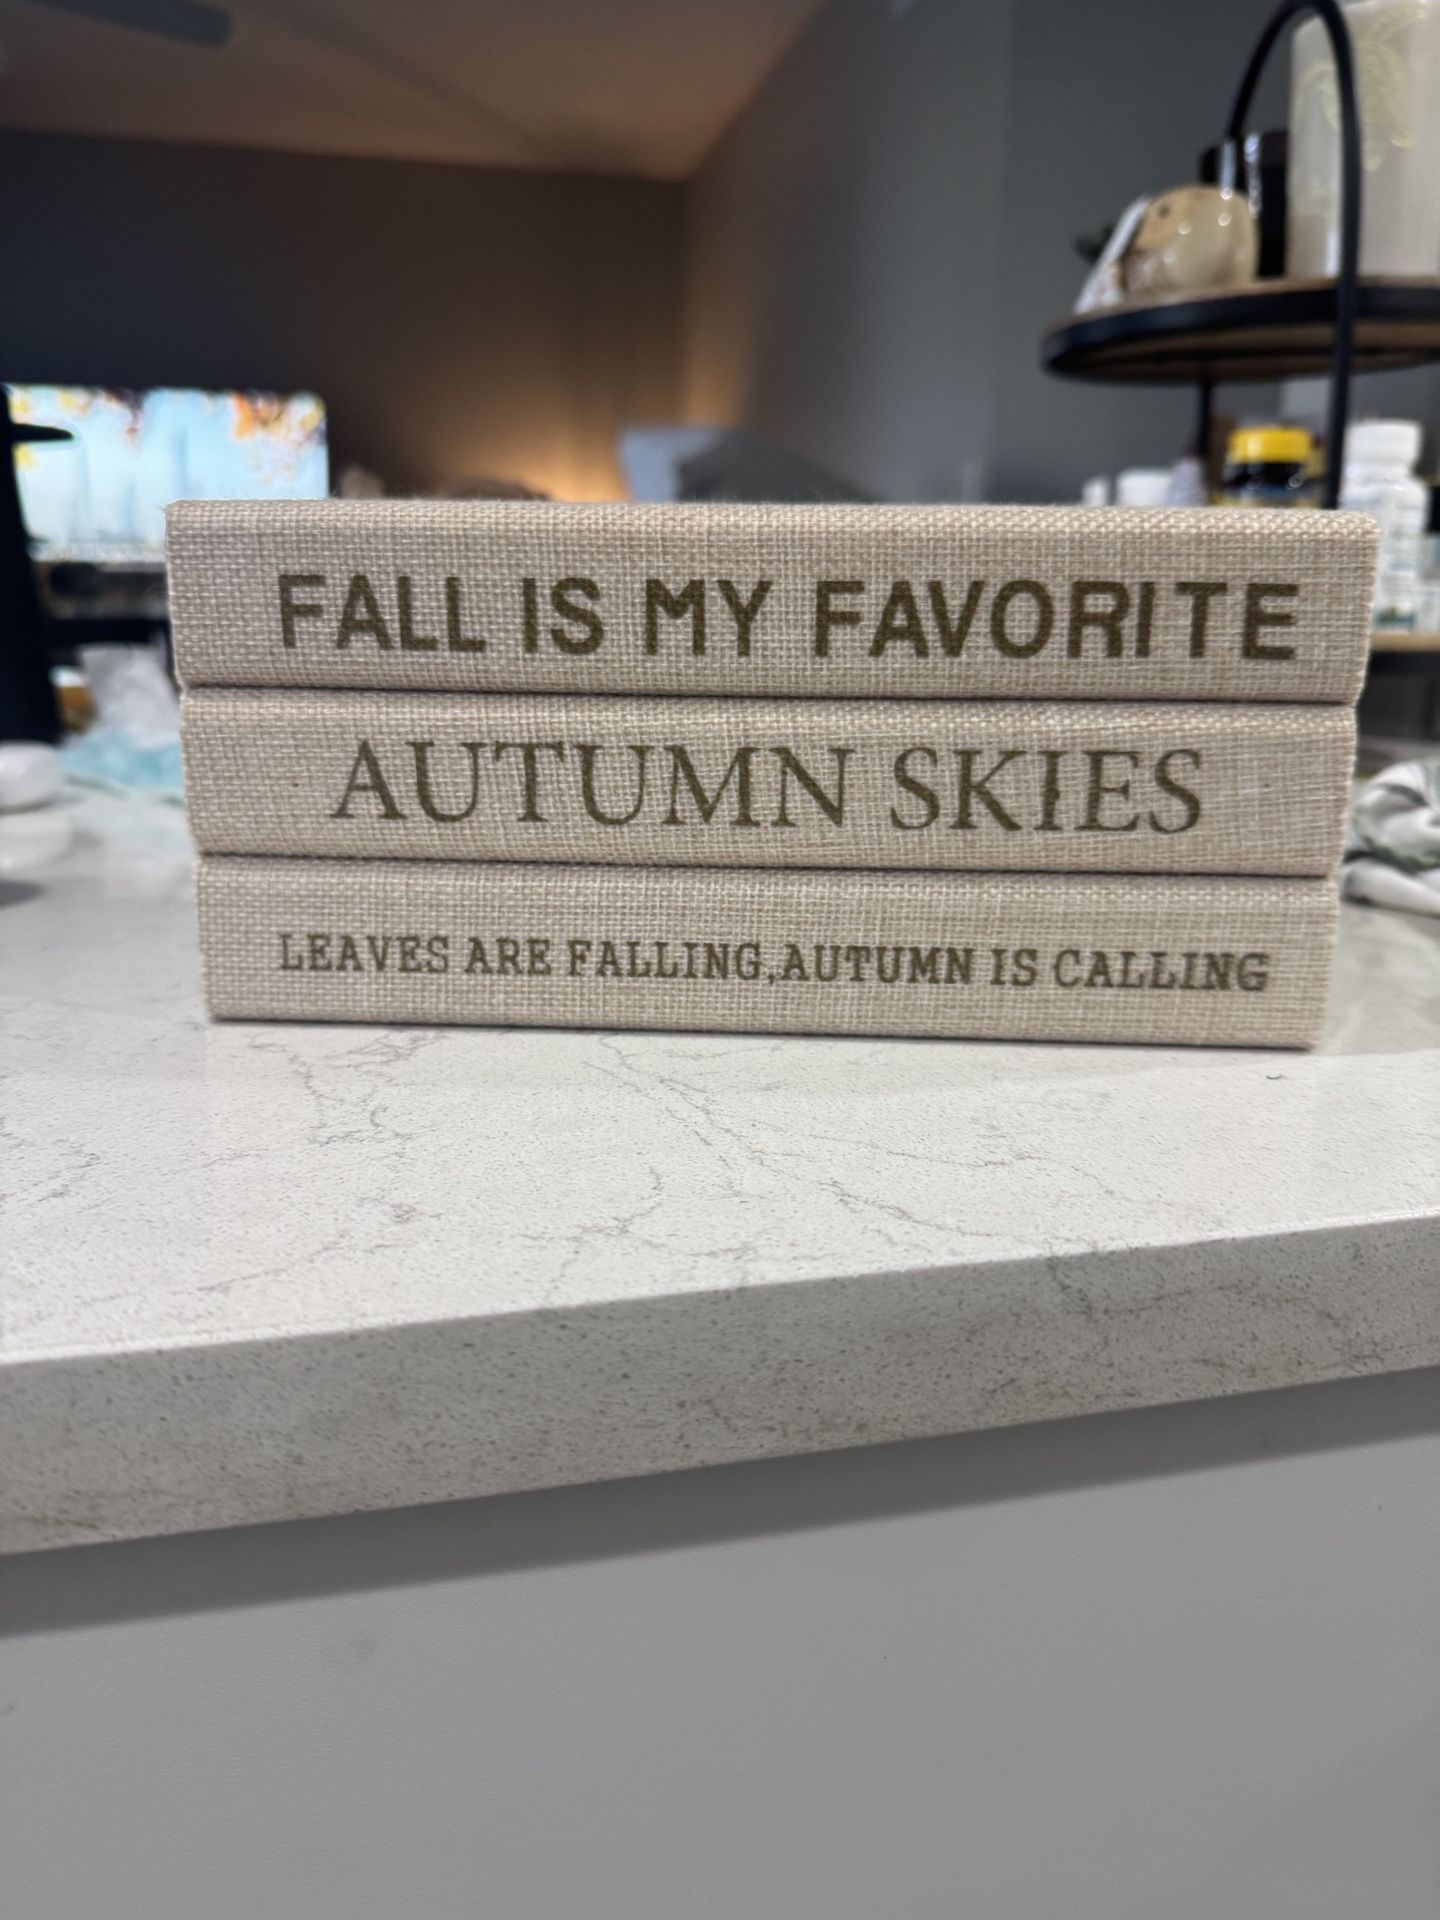 FALL IS MY FAVORITE
AUTUMN SKIES
LEAVES ARE FALLING,AUTUMN IS CALLING